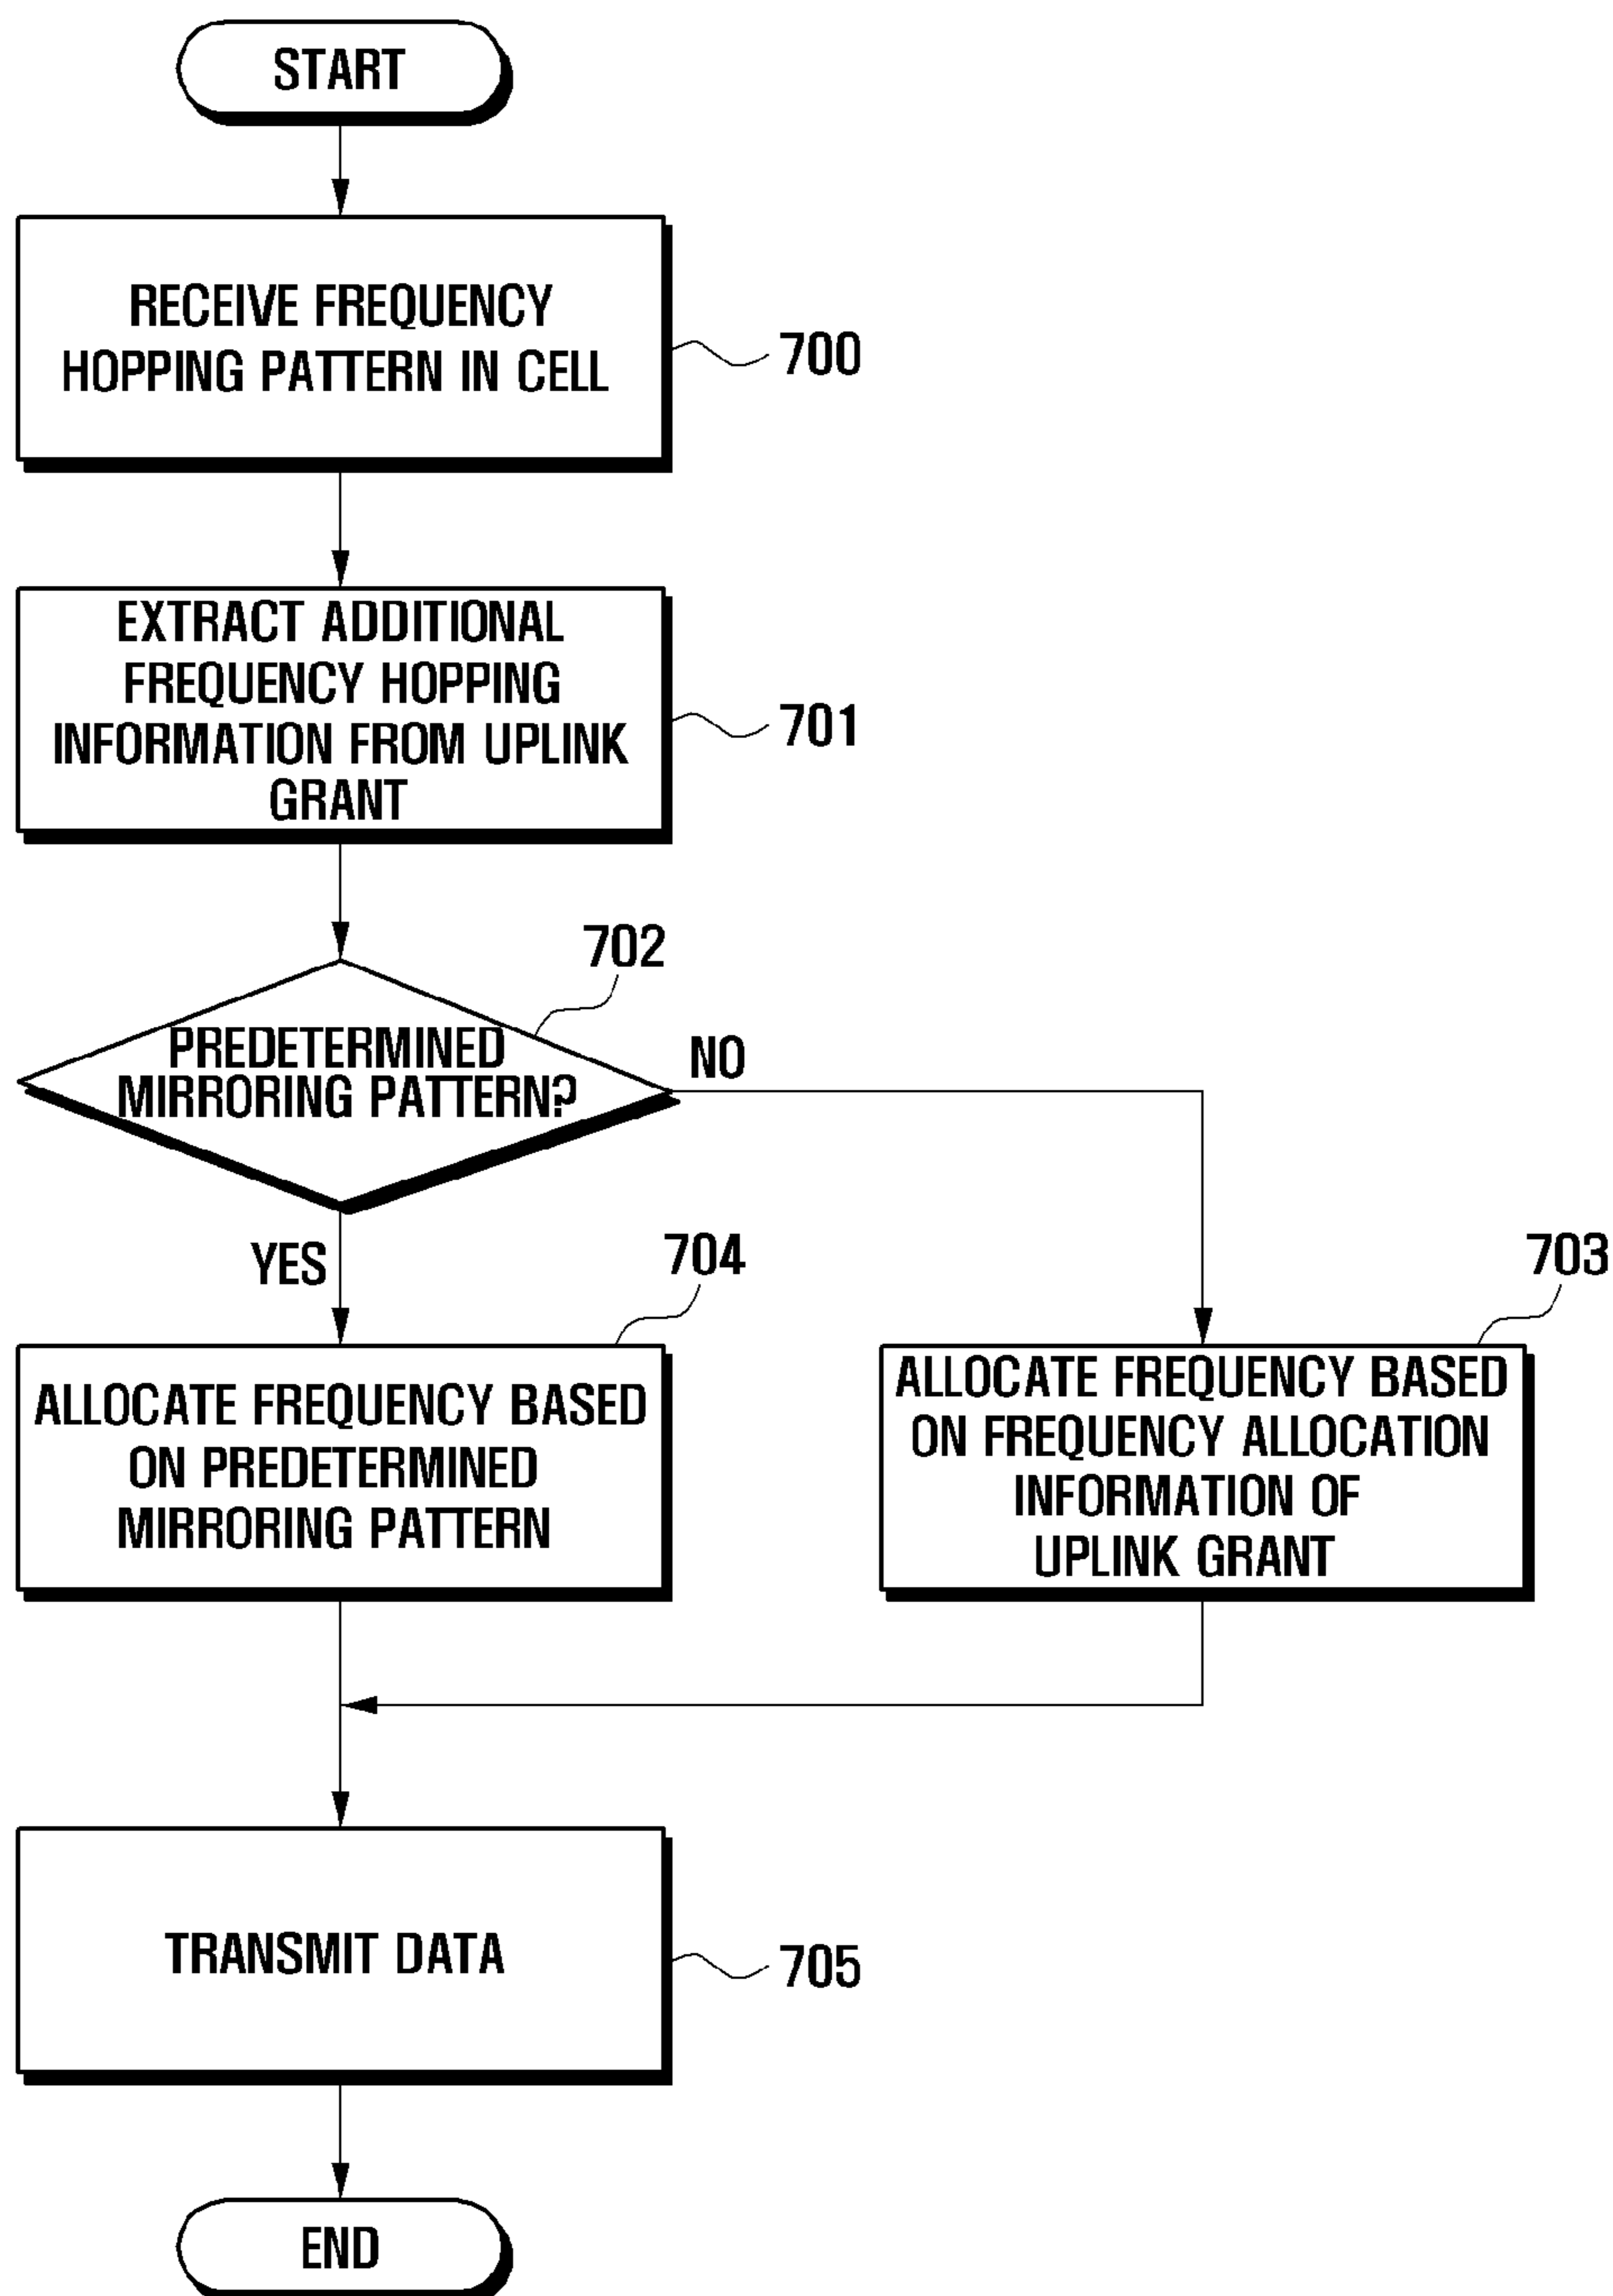 START
RECEIVE FREQUENCY
HOPPING PATTERN IN CELL
700
EXTRACT ADDITIONAL
FREQUENCY HOPPING
INFORMATION FROM UPLINK
GRANT
701
702
PREDETERMINED
MIRRORING PATTERN?
NO
YES
704
703
ALLOCATE FREQUENCY BASED
ON PREDETERMINED
MIRRORING PATTERN
ALLOCATE FREQUENCY BASED
ON FREQUENCY ALLOCATION
INFORMATION OF
UPLINK GRANT
TRANSMIT DATA
705
END